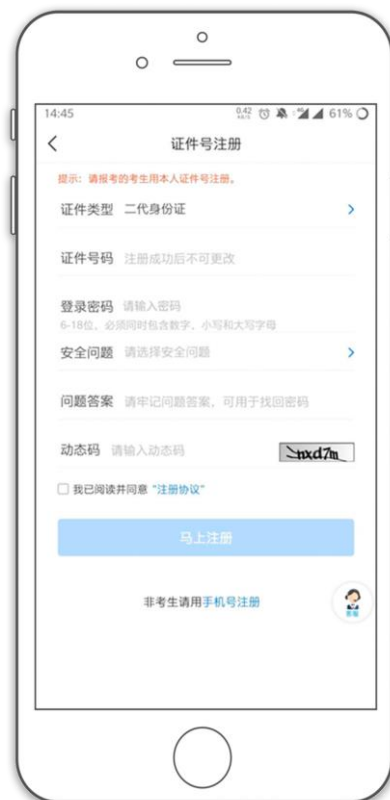 14:45 0.42 KB/S 4G 61%
证件号注册
提示：请报考的考生用本人证件号注册。
证件类型 二代身份证
证件号码 注册成功后不可更改
登录密码 请输入密码
6-18位、必须同时包含数字、小写和大写字母
安全问题 请选择安全问题
问题答案 请牢记问题答案，可用于找回密码
动态码 请输入动态码 nxd7m
我已阅读并同意 “注册协议”
马上注册
非考生请用手机号注册
客服